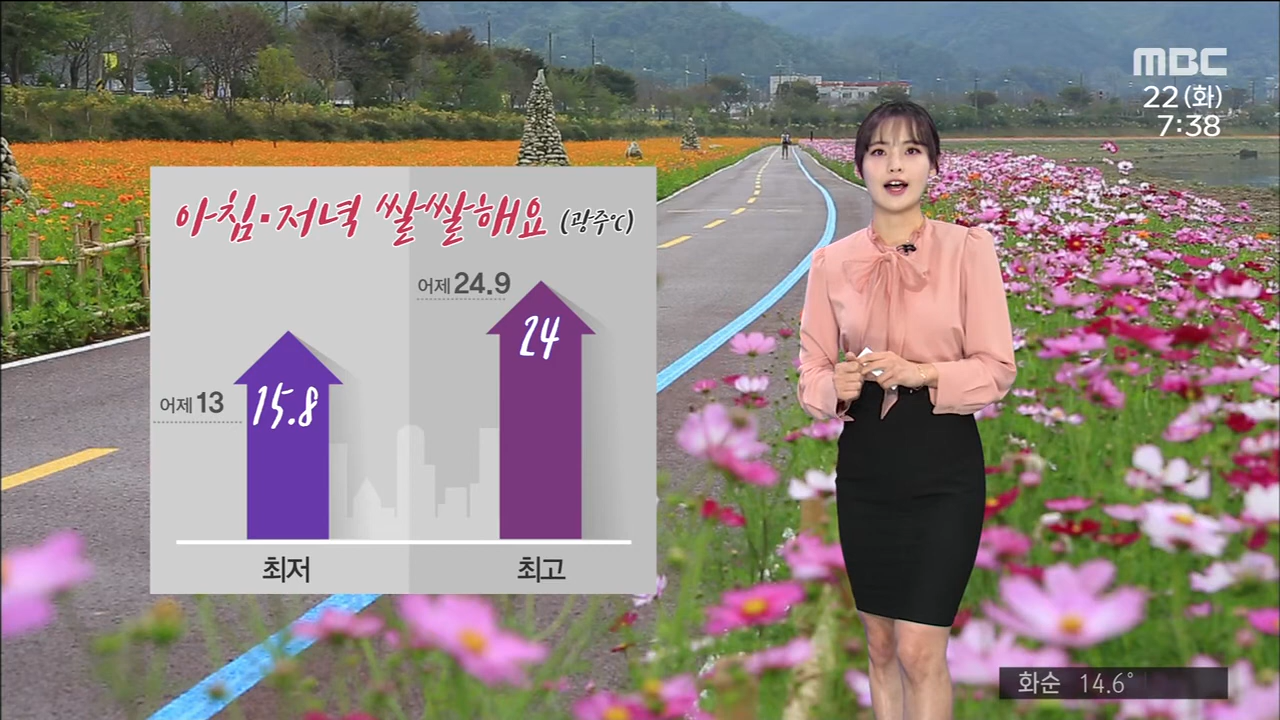 MBC
22 (화)
7:38
아침·저녁 쌀쌀해요 (광주℃)
어제 24.9
24
어제 13
15.8
최저 최고
화순 14.6°